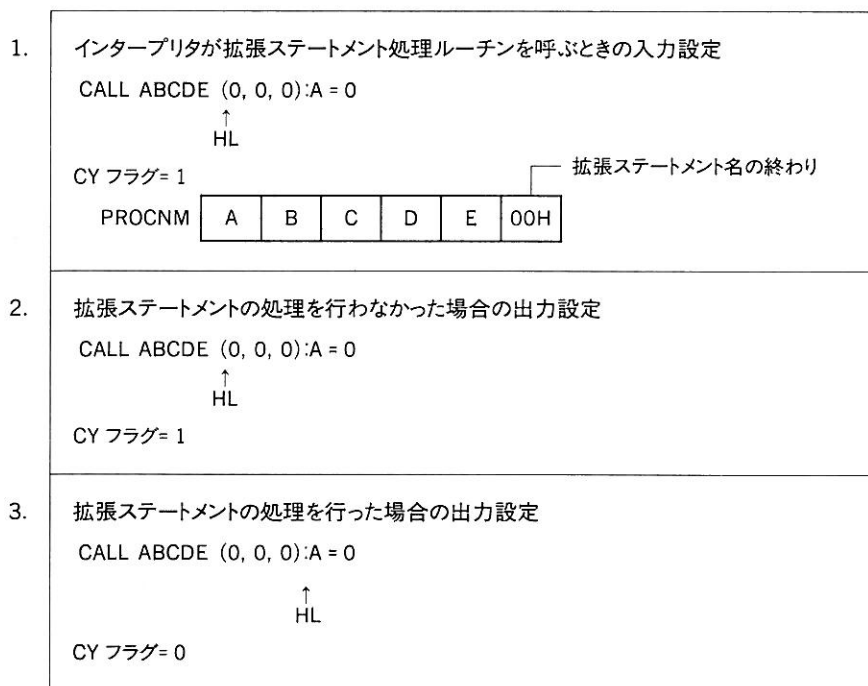 1. インタープリタが拡張ステートメント処理ルーチンを呼ぶときの入力設定
CALL ABCDE (0, 0, 0):A = 0
↑
HL
CY フラグ= 1
拡張ステートメント名の終わり
PROCNM A B C D E 00H
2. 拡張ステートメントの処理を行わなかった場合の出力設定
CALL ABCDE (0, 0, 0):A = 0
↑
HL
CY フラグ= 1
3. 拡張ステートメントの処理を行った場合の出力設定
CALL ABCDE (0, 0, 0):A = 0
↑
HL
CY フラグ= 0